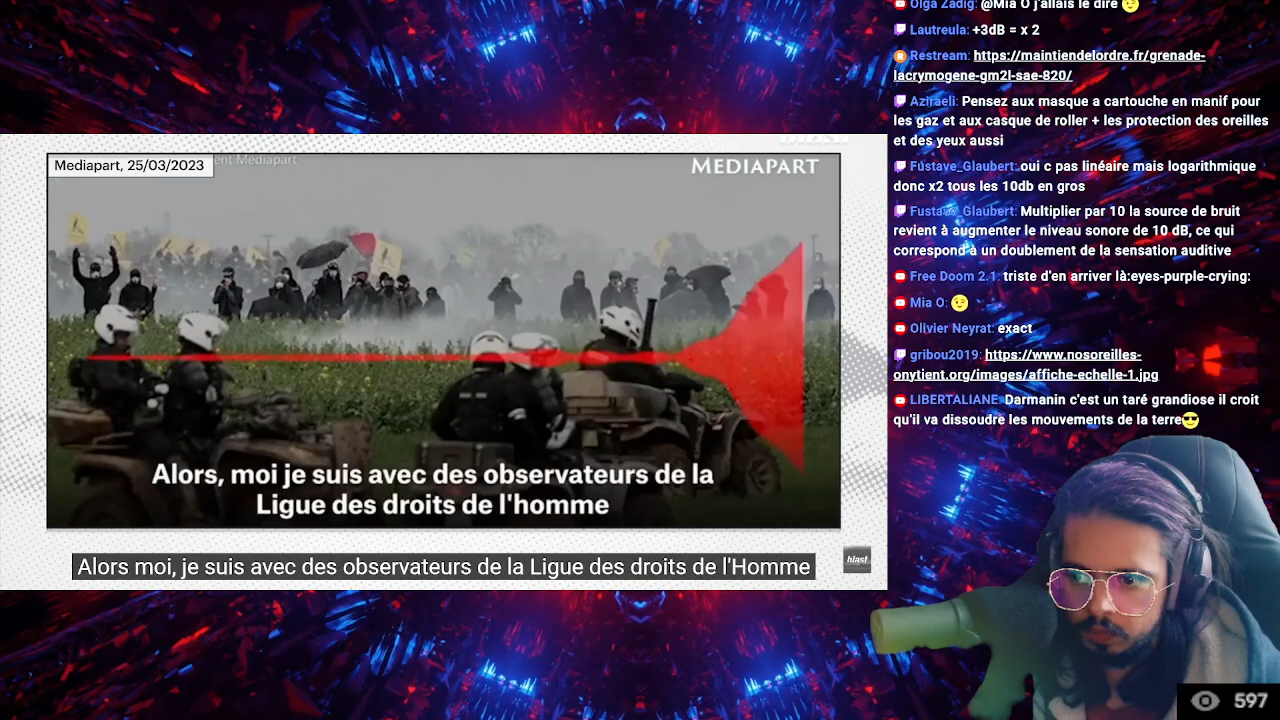 Mediapart, 25/03/2023
ent Mediapart
MEDIAPART
Alors, moi je suis avec des observateurs de la
Ligue des droits de l'homme
Alors moi, je suis avec des observateurs de la Ligue des droits de l'Homme
blast
Olga Zadig: @Mia O j'allais le dire 😉
Lautreula: +3dB = x 2
Restream: https://maintiendelordre.fr/grenade-
lacrymogene-gm2l-sae-820/
Aziraeli: Pensez aux masque a cartouche en manif pour
les gaz et aux casque de roller + les protection des oreilles
et des yeux aussi
Fustave_Glaubert: oui c pas linéaire mais logarithmique
donc x2 tous les 10db en gros
Fustave_Glaubert: Multiplier par 10 la source de bruit
revient à augmenter le niveau sonore de 10 dB, ce qui
correspond à un doublement de la sensation auditive
Free Doom 2.1: triste d'en arriver là:eyes-purple-crying:
Mia O: 😉
Olivier Neyrat: exact
gribou2019: https://www.nosoreilles-
onytient.org/images/affiche-echelle-1.jpg
LIBERTALIANE: Darmanin c'est un taré grandiose il croit
qu'il va dissoudre les mouvements de la terre😎
597